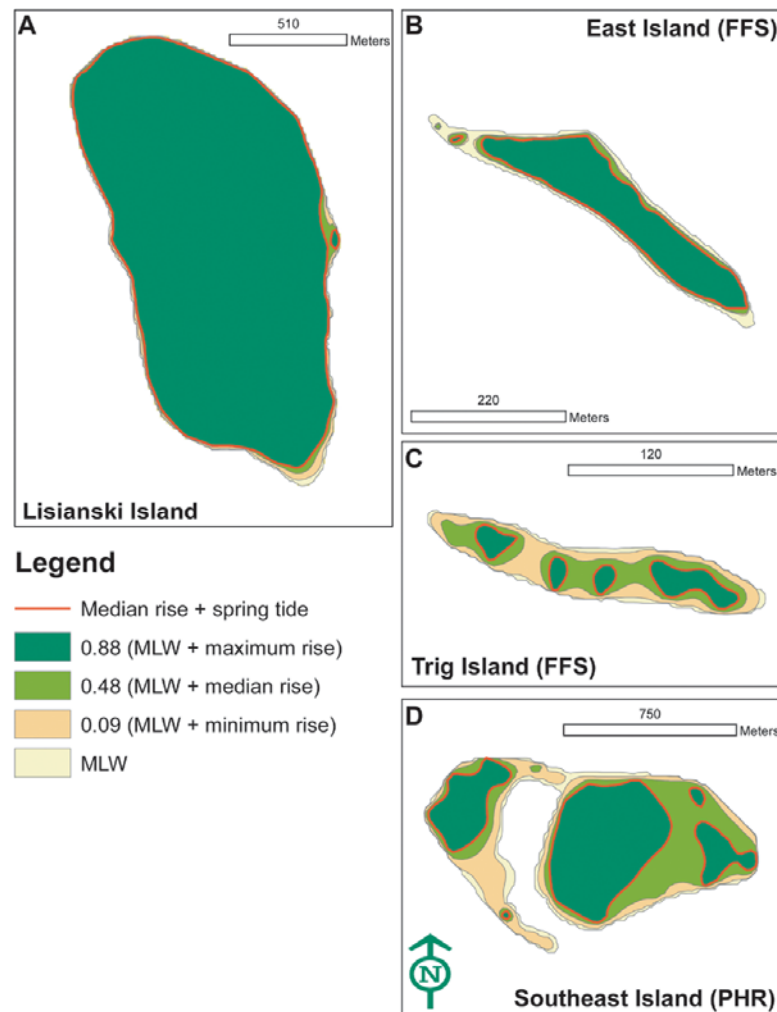 A
510
Meters
Lisianski Island
B
East Island (FFS)
220
Meters
C
120
Meters
Trig Island (FFS)
D
750
Meters
N
Southeast Island (PHR)
Legend
Median rise + spring tide
0.88 (MLW + maximum rise)
0.48 (MLW + median rise)
0.09 (MLW + minimum rise)
MLW